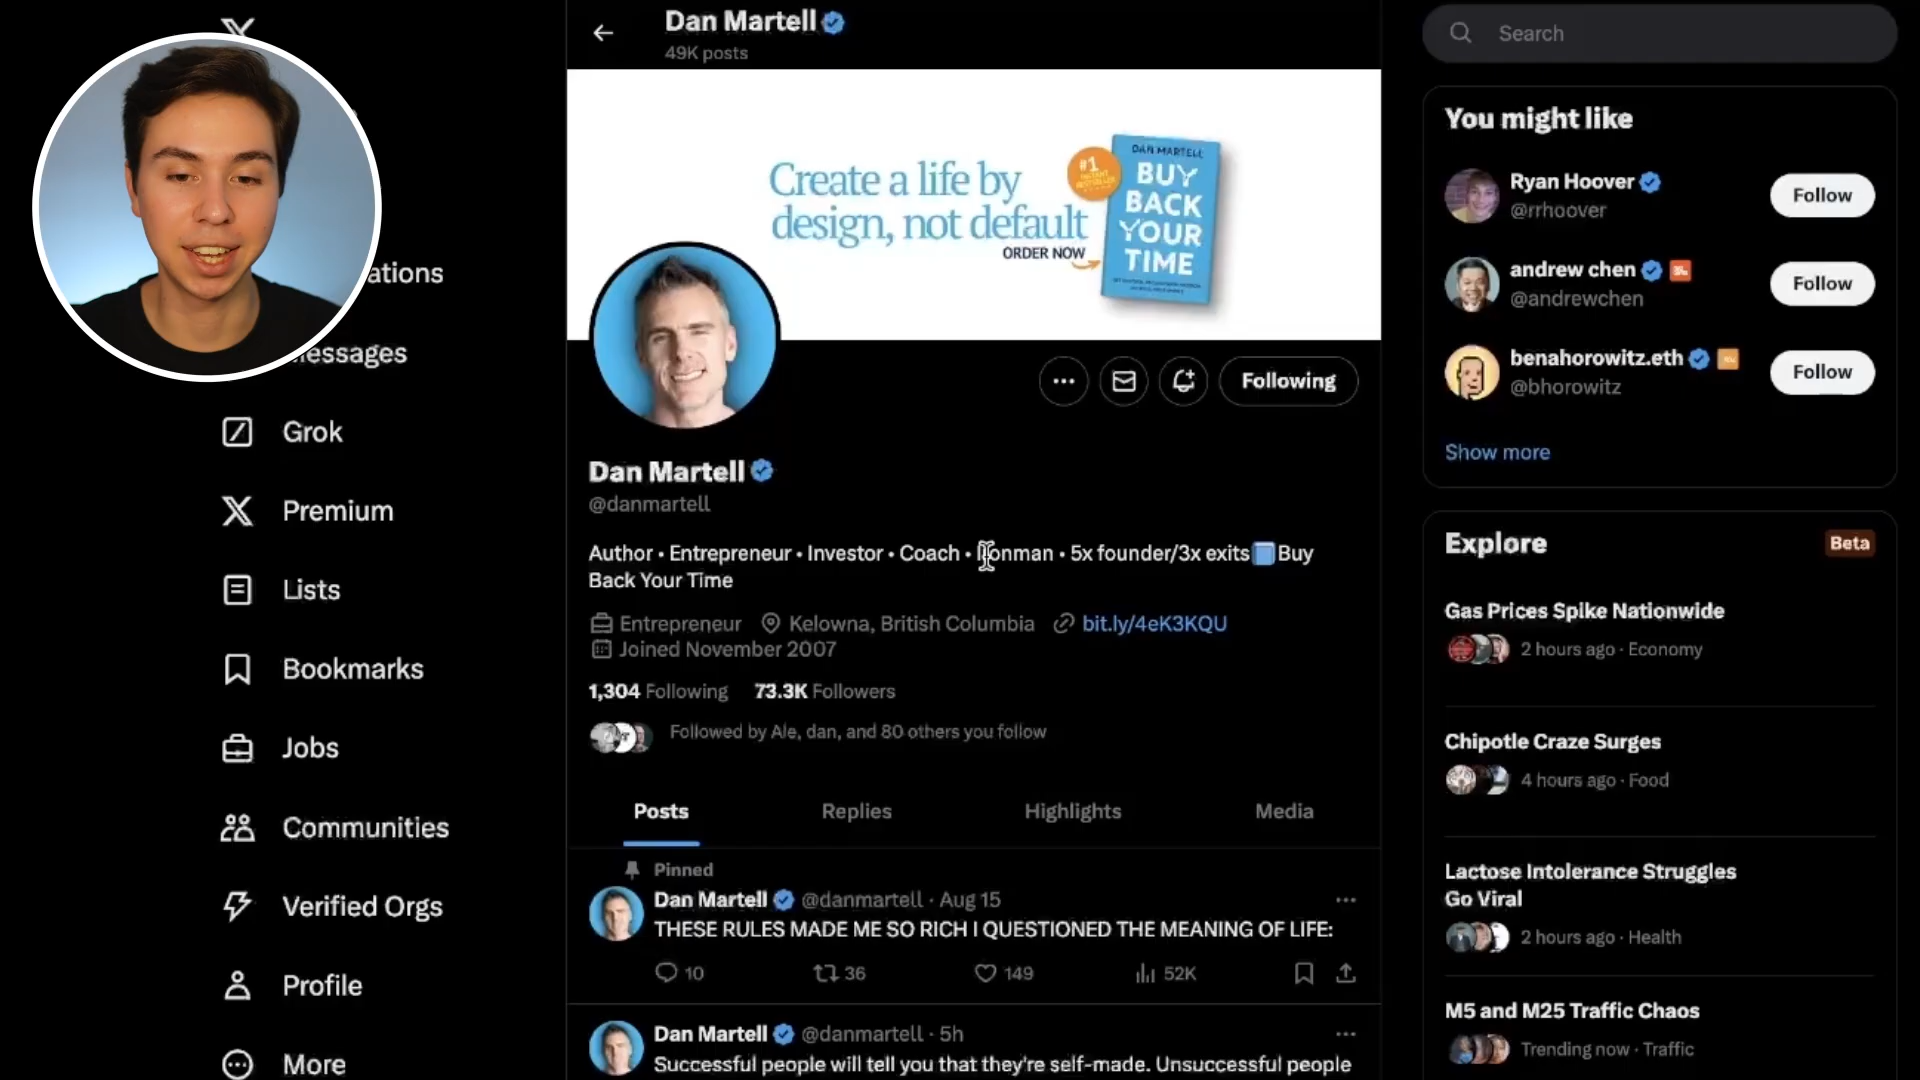 ations
essages
Grok
Premium
Lists
Bookmarks
Jobs
Communities
Verified Orgs
Profile
More
Dan Martell
49K posts
Create a life by
design, not default
ORDER NOW
#1
DAN MARTELL
BUY
BACK
YOUR
TIME
Following
Dan Martell
@danmartell
Author • Entrepreneur • Investor • Coach • Ironman • 5x founder/3x exits Buy
Back Your Time
Entrepreneur Kelowna, British Columbia bit.ly/4eK3KQU
Joined November 2007
1,304 Following 73.3K Followers
Followed by Ale, dan, and 80 others you follow
Posts Replies Highlights Media
Pinned
Dan Martell @danmartell · Aug 15
THESE RULES MADE ME SO RICH I QUESTIONED THE MEANING OF LIFE:
10 36 149 52K
Dan Martell @danmartell · 5h
Successful people will tell you that they're self-made. Unsuccessful people
Search
You might like
Ryan Hoover
@rrhoover
Follow
andrew chen
@andrewchen
Follow
benahorowitz.eth
@bhorowitz
Follow
Show more
Explore Beta
Gas Prices Spike Nationwide
2 hours ago · Economy
Chipotle Craze Surges
4 hours ago · Food
Lactose Intolerance Struggles
Go Viral
2 hours ago · Health
M5 and M25 Traffic Chaos
Trending now · Traffic